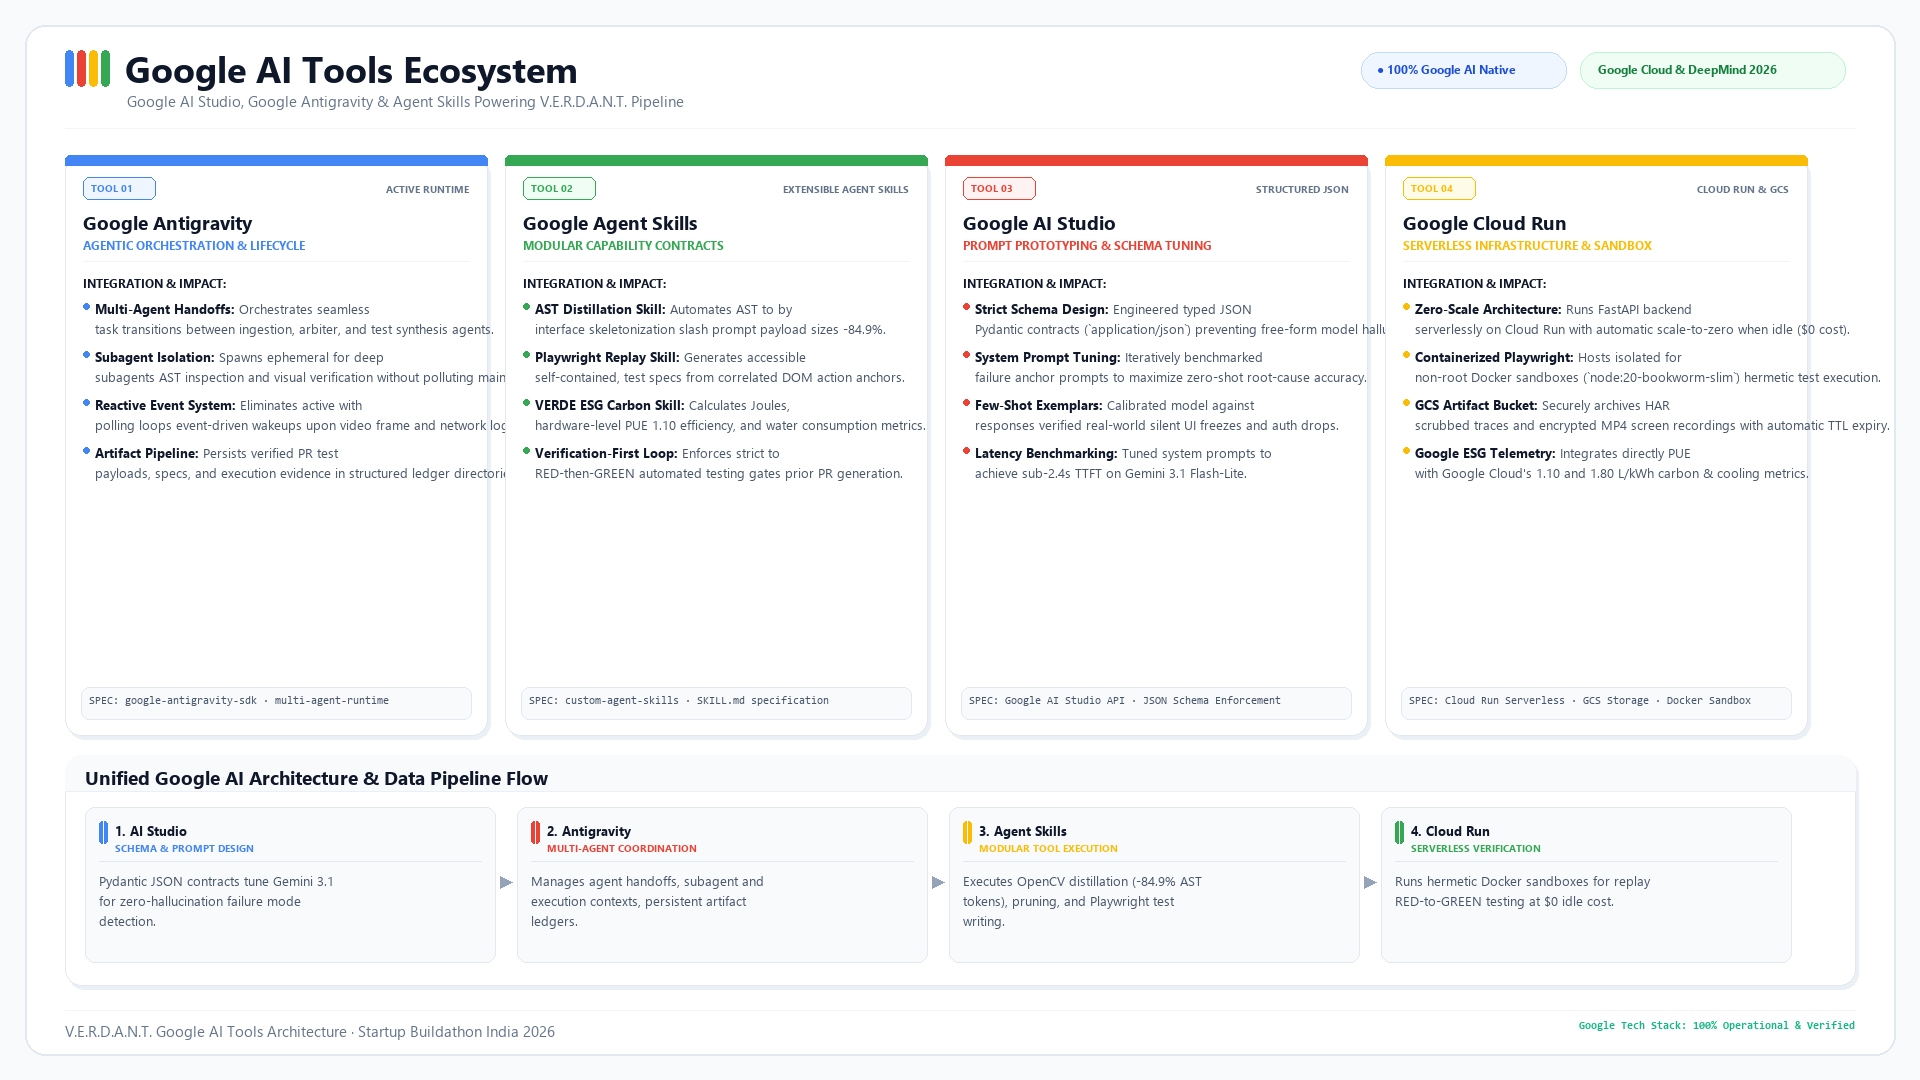 Google AI Tools Ecosystem
Google AI Studio, Google Antigravity & Agent Skills Powering V.E.R.D.A.N.T. Pipeline
● 100% Google AI Native
Google Cloud & DeepMind 2026
TOOL 01
ACTIVE RUNTIME
Google Antigravity
AGENTIC ORCHESTRATION & LIFECYCLE
INTEGRATION & IMPACT:
Multi-Agent Handoffs: Orchestrates seamless
task transitions between ingestion, arbiter, and test synthesis agents.
Subagent Isolation: Spawns ephemeral for deep
subagents AST inspection and visual verification without polluting main
Reactive Event System: Eliminates active with
polling loops event-driven wakeups upon video frame and network log
Artifact Pipeline: Persists verified PR test
payloads, specs, and execution evidence in structured ledger directorie
SPEC: google-antigravity-sdk · multi-agent-runtime
TOOL 02
EXTENSIBLE AGENT SKILLS
Google Agent Skills
MODULAR CAPABILITY CONTRACTS
INTEGRATION & IMPACT:
AST Distillation Skill: Automates AST to by
interface skeletonization slash prompt payload sizes -84.9%.
Playwright Replay Skill: Generates accessible
self-contained, test specs from correlated DOM action anchors.
VERDE ESG Carbon Skill: Calculates Joules,
hardware-level PUE 1.10 efficiency, and water consumption metrics.
Verification-First Loop: Enforces strict to
RED-then-GREEN automated testing gates prior PR generation.
SPEC: custom-agent-skills · SKILL.md specification
TOOL 03
STRUCTURED JSON
Google AI Studio
PROMPT PROTOTYPING & SCHEMA TUNING
INTEGRATION & IMPACT:
Strict Schema Design: Engineered typed JSON
Pydantic contracts (`application/json`) preventing free-form model hallu
System Prompt Tuning: Iteratively benchmarked
failure anchor prompts to maximize zero-shot root-cause accuracy.
Few-Shot Exemplars: Calibrated model against
responses verified real-world silent UI freezes and auth drops.
Latency Benchmarking: Tuned system prompts to
achieve sub-2.4s TTFT on Gemini 3.1 Flash-Lite.
SPEC: Google AI Studio API · JSON Schema Enforcement
TOOL 04
CLOUD RUN & GCS
Google Cloud Run
SERVERLESS INFRASTRUCTURE & SANDBOX
INTEGRATION & IMPACT:
Zero-Scale Architecture: Runs FastAPI backend
serverlessly on Cloud Run with automatic scale-to-zero when idle ($0 cost).
Containerized Playwright: Hosts isolated for
non-root Docker sandboxes (`node:20-bookworm-slim`) hermetic test execution.
GCS Artifact Bucket: Securely archives HAR
scrubbed traces and encrypted MP4 screen recordings with automatic TTL expiry.
Google ESG Telemetry: Integrates directly PUE
with Google Cloud's 1.10 and 1.80 L/kWh carbon & cooling metrics.
SPEC: Cloud Run Serverless · GCS Storage · Docker Sandbox
Unified Google AI Architecture & Data Pipeline Flow
1. AI Studio
SCHEMA & PROMPT DESIGN
Pydantic JSON contracts tune Gemini 3.1
for zero-hallucination failure mode
detection.
2. Antigravity
MULTI-AGENT COORDINATION
Manages agent handoffs, subagent and
execution contexts, persistent artifact
ledgers.
3. Agent Skills
MODULAR TOOL EXECUTION
Executes OpenCV distillation (-84.9% AST
tokens), pruning, and Playwright test
writing.
4. Cloud Run
SERVERLESS VERIFICATION
Runs hermetic Docker sandboxes for replay
RED-to-GREEN testing at $0 idle cost.
V.E.R.D.A.N.T. Google AI Tools Architecture · Startup Buildathon India 2026
Google Tech Stack: 100% Operational & Verified